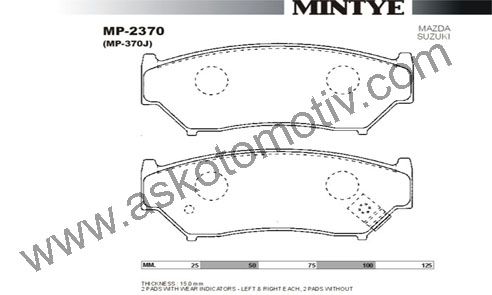 MINTYE
MP-2370
(MP-370J)
MAZDA
SUZUKI
www.askotomotiv.com
MM. 25 50 75 100 125
THICKNESS : 15.0 mm
2 PADS WITH WEAR INDICATORS - LEFT & RIGHT EACH, 2 PADS WITHOUT